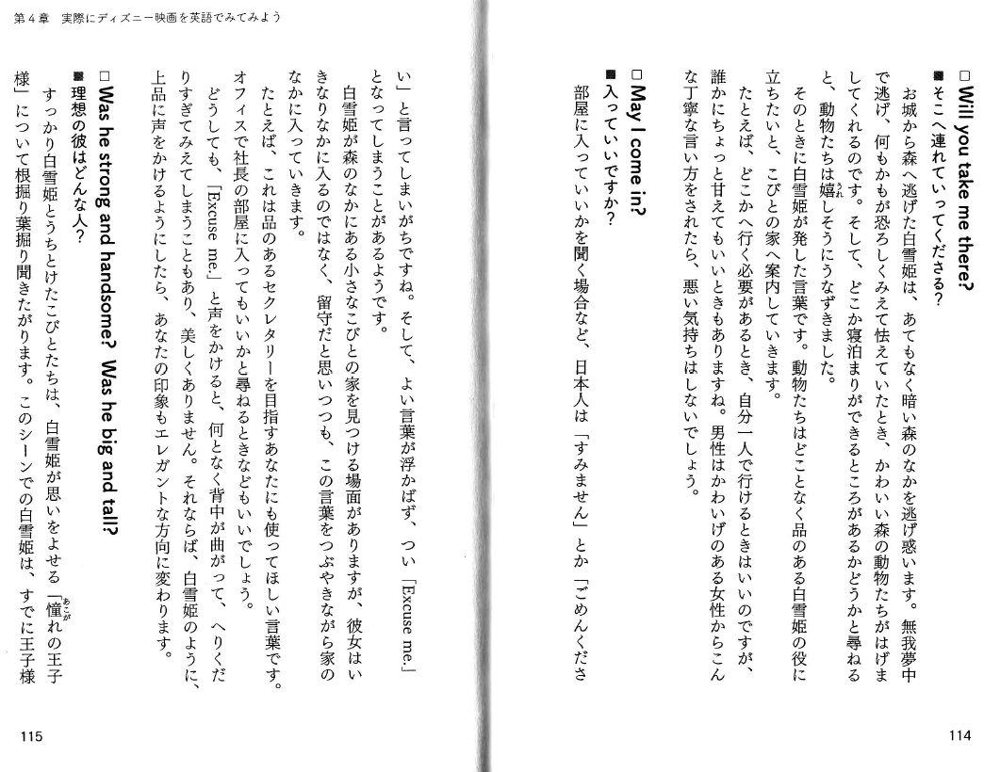 □ Will you take me there?
■ そこへ連れていってくださる？
お城から森へ逃げた白雪姫は、あてもなく暗い森のなかを逃げ惑います。無我夢中
で逃げ、何もかもが恐ろしくみえて怯えていたとき、かわいい森の動物たちがはげま
してくれるのです。そして、どこか寝泊まりができるところがあるかどうかと尋ねる
と、動物たちは嬉しそうにうなずきました。
うれ
そのときに白雪姫が発した言葉です。動物たちはどことなく品のある白雪姫の役に
立ちたいと、こびとの家へ案内していきます。
たとえば、どこかへ行く必要があるとき、自分一人で行けるときはいいのですが、
誰かにちょっと甘えてもいいときもありますね。男性はかわいげのある女性からこん
な丁寧な言い方をされたら、悪い気持ちはしないでしょう。
□ May I come in?
■ 入っていいですか？
部屋に入っていいかを聞く場合など、日本人は「すみません」とか「ごめんくださ
114
第4章　実際にディズニー映画を英語でみてみよう
い」と言ってしまいがちですね。そして、よい言葉が浮かばず、つい「Excuse me.」
となってしまうことがあるようです。
白雪姫が森のなかにある小さなこびとの家を見つける場面がありますが、彼女はい
きなりなかに入るのではなく、留守だと思いつつも、この言葉をつぶやきながら家の
なかに入っていきます。
たとえば、これは品のあるセクレタリーを目指すあなたにも使ってほしい言葉です。
オフィスで社長の部屋に入ってもいいかと尋ねるときなどもいいでしょう。
どうしても、「Excuse me.」と声をかけると、何となく背中が曲がって、へりくだ
りすぎてみえてしまうこともあり、美しくありません。それならば、白雪姫のように、
上品に声をかけるようにしたら、あなたの印象もエレガントな方向に変わります。
□ Was he strong and handsome? Was he big and tall?
■ 理想の彼はどんな人？
すっかり白雪姫とうちとけたこびとたちは、白雪姫が思いをよせる「憧れの王子
あこが
様」について根掘り葉掘り聞きたがります。このシーンでの白雪姫は、すでに王子様
115